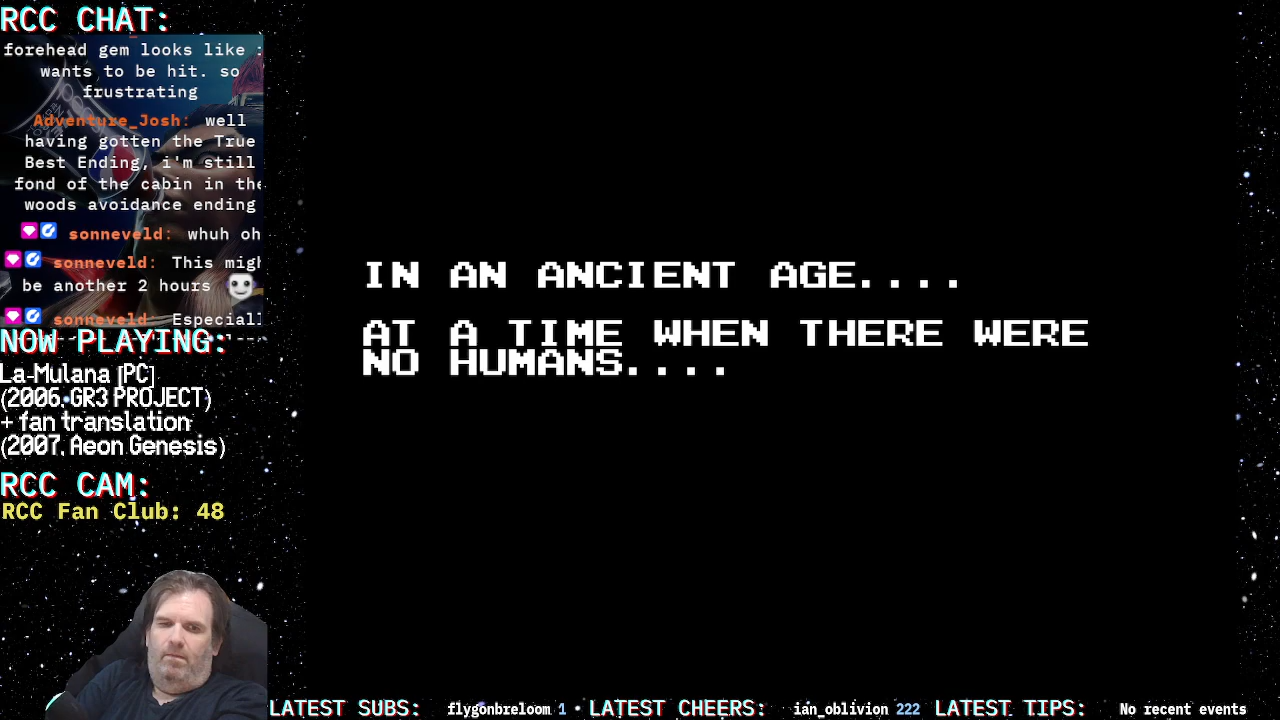 RCC CHAT:
forehead gem looks like
wants to be hit. so
frustrating
Adventure_Josh: well
having gotten the True
Best Ending, i'm still
fond of the cabin in the
woods avoidance ending
sonneveld: whuh oh
sonneveld: This
be another 2 hours
sonneveld:
NOW PLAYING:
La-Mulana [PC]
(2006, GR3 PROJECT)
+ fan translation
(2007, Aeon Genesis)
RCC CAM:
RCC Fan Club: 48
IN AN ANCIENT AGE....
AT A TIME WHEN THERE WERE
NO HUMANS....
LATEST SUBS: flygonbreloom 1 • LATEST CHEERS: ian_oblivion 222 LATEST TIPS: No recent events